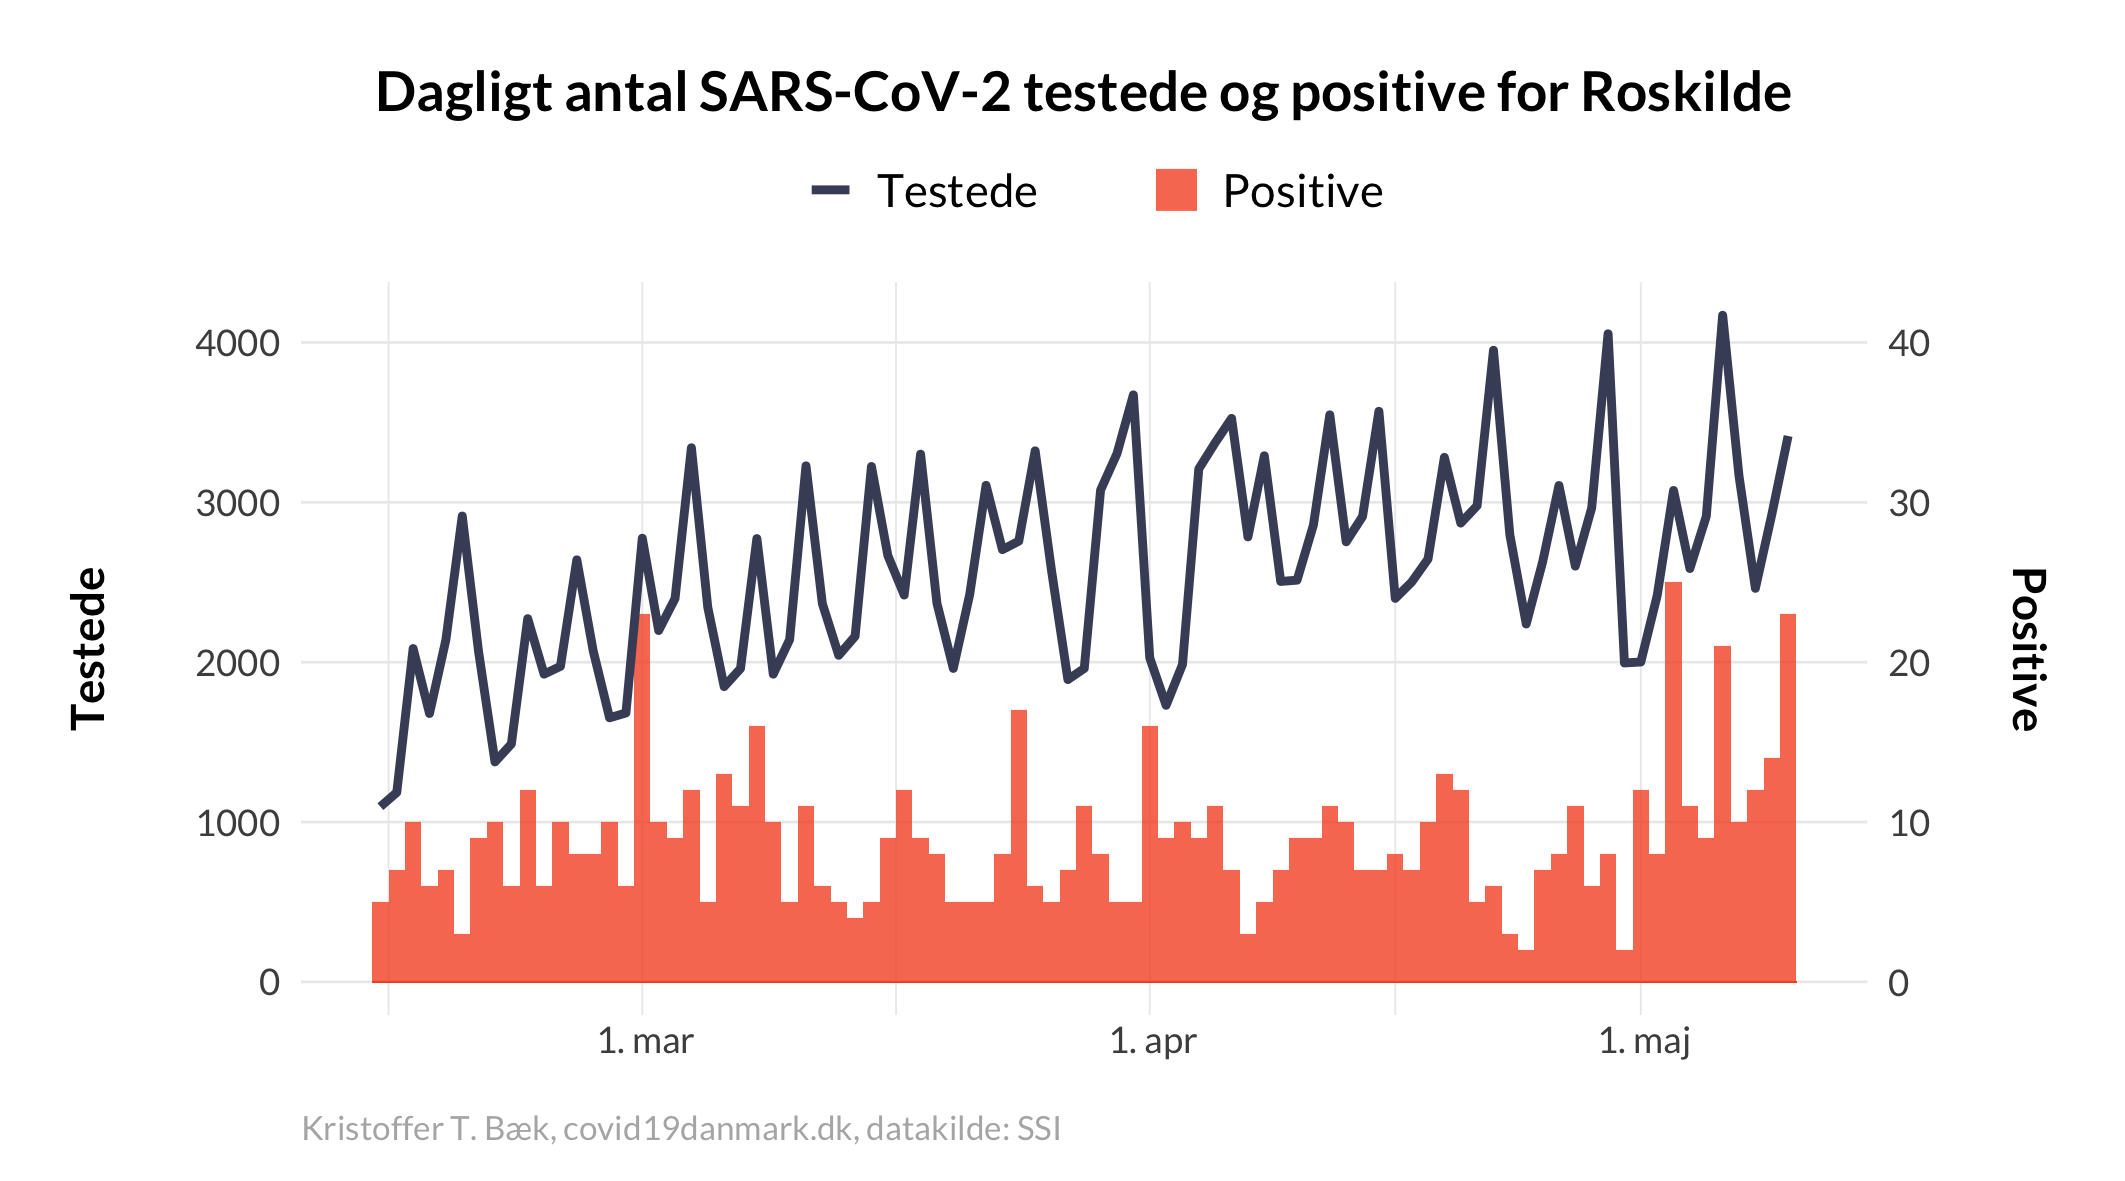 Dagligt antal SARS-CoV-2 testede og positive for Roskilde
Testede
Positive
4000
3000
2000
1000
0
Testede
40
30
20
10
0
Positive
1. mar
1. apr
1. maj
Kristoffer T. Bæk, covid19danmark.dk, datakilde: SSI